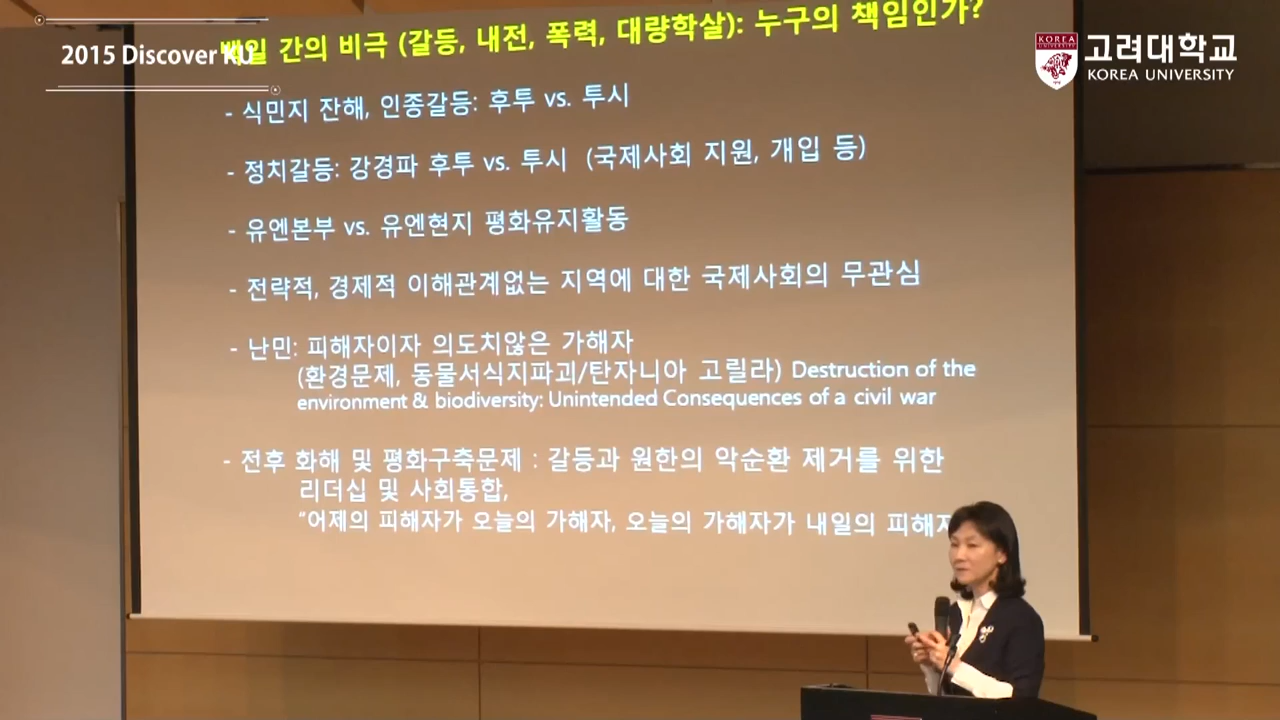 2015 Discover KU
KOREA UNIVERSITY
고려대학교
KOREA UNIVERSITY
백일 간의 비극 (갈등, 내전, 폭력, 대량학살): 누구의 책임인가?
- 식민지 잔해, 인종갈등: 후투 vs. 투시
- 정치갈등: 강경파 후투 vs. 투시 (국제사회 지원, 개입 등)
- 유엔본부 vs. 유엔현지 평화유지활동
- 전략적, 경제적 이해관계없는 지역에 대한 국제사회의 무관심
- 난민: 피해자이자 의도치않은 가해자
(환경문제, 동물서식지파괴/탄자니아 고릴라) Destruction of the
environment & biodiversity: Unintended Consequences of a civil war
- 전후 화해 및 평화구축문제 : 갈등과 원한의 악순환 제거를 위한
리더십 및 사회통합,
“어제의 피해자가 오늘의 가해자, 오늘의 가해자가 내일의